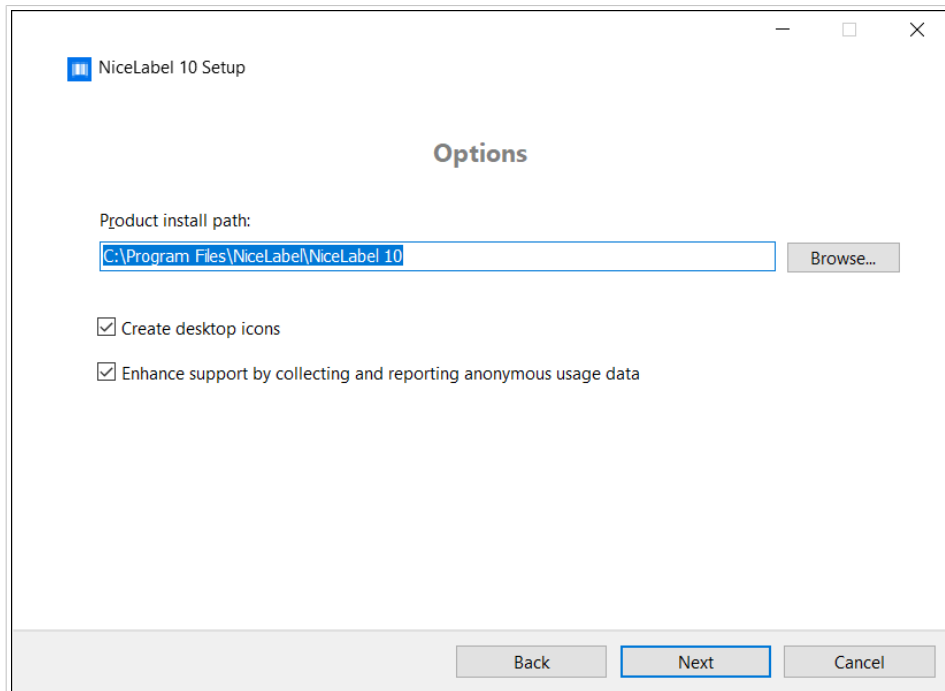 NiceLabel 10 Setup
Options
Product install path:
C:\Program Files\NiceLabel\NiceLabel 10
Browse...
Create desktop icons
Enhance support by collecting and reporting anonymous usage data
Back
Next
Cancel